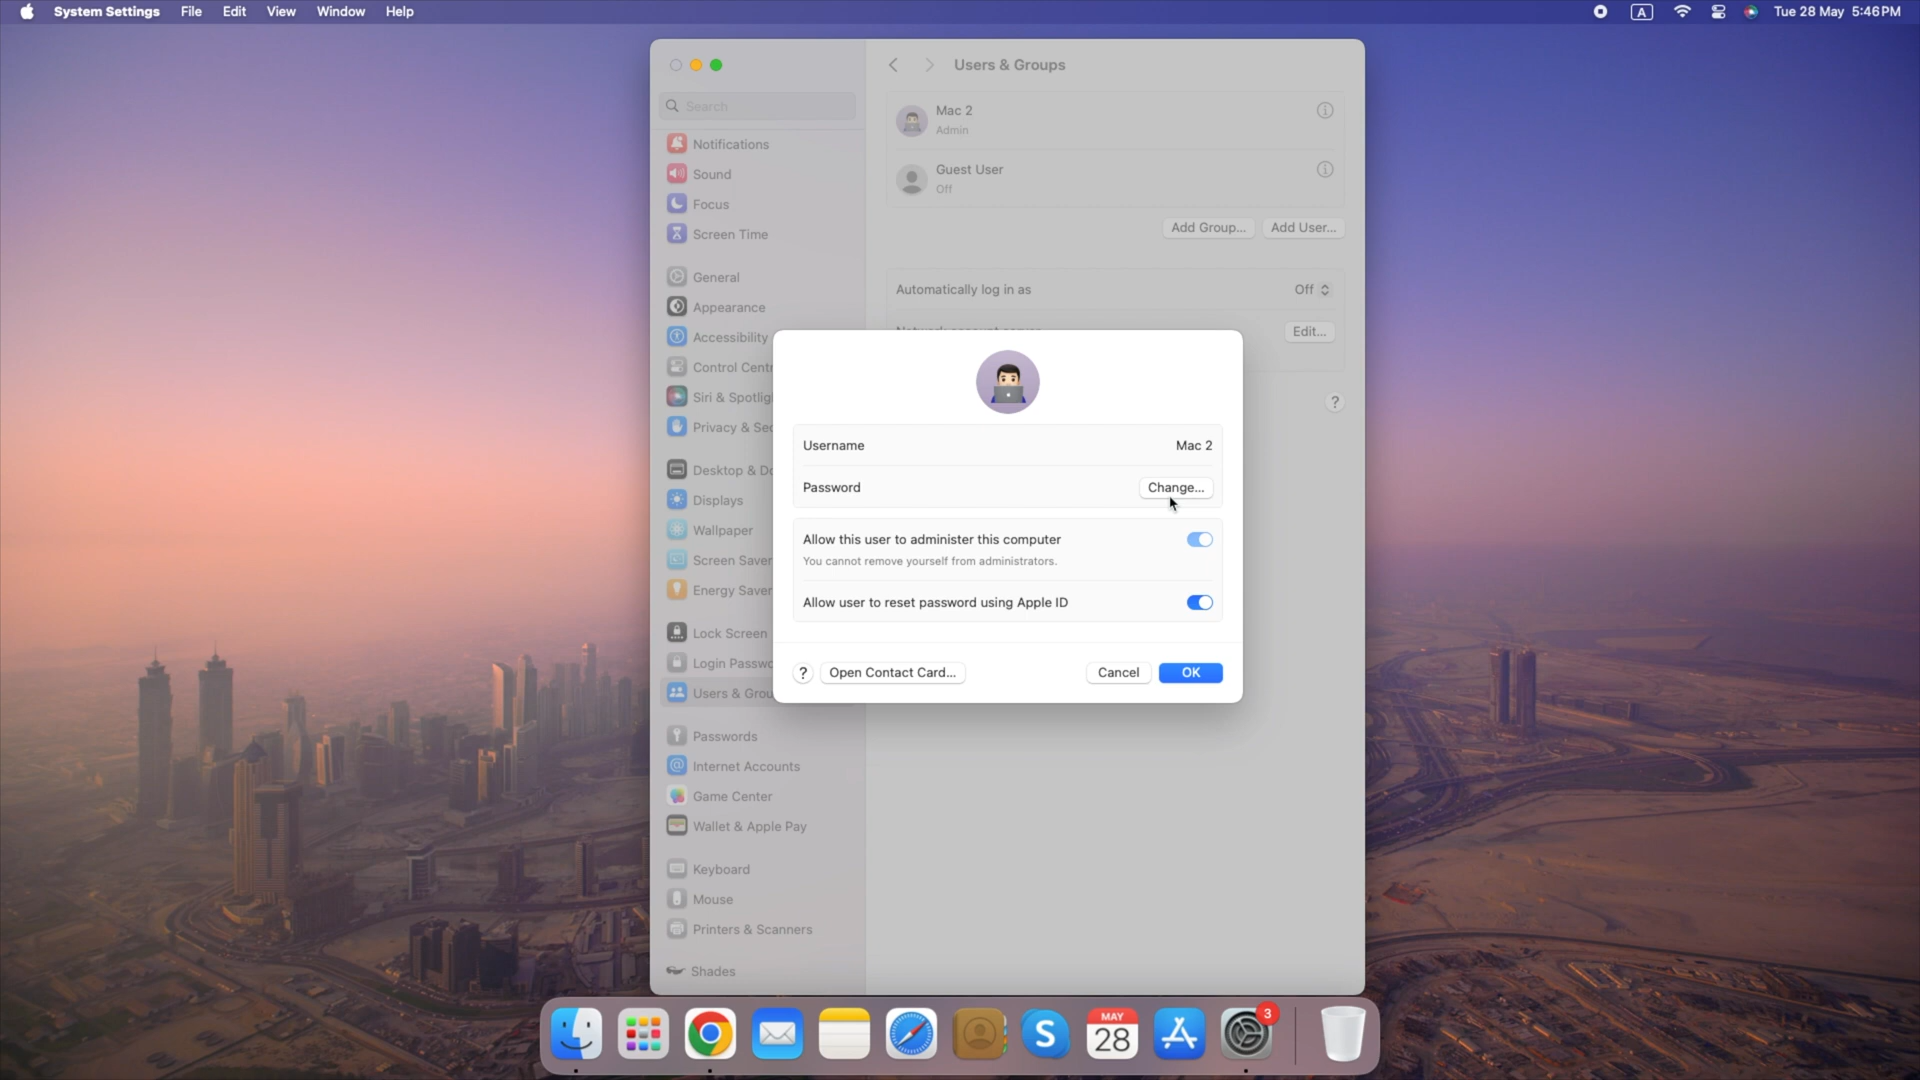 System Settings File Edit View Window Help
A Tue 28 May 5:46 PM
Users & Groups
Search
Notifications
Sound
Focus
Screen Time
General
Appearance
Accessibility
Control Cent
Siri & Spotlig
Privacy & Sec
Desktop & Do
Displays
Wallpaper
Screen Saver
Energy Saver
Lock Screen
Login Passwo
Users & Grou
Passwords
Internet Accounts
Game Center
Wallet & Apple Pay
Keyboard
Mouse
Printers & Scanners
Shades
Mac 2
Admin
Guest User
Off
Add Group... Add User...
Automatically log in as Off
Edit...
?
Username Mac 2
Password Change...
Allow this user to administer this computer
You cannot remove yourself from administrators.
Allow user to reset password using Apple ID
? Open Contact Card... Cancel OK
S
MAY
28
3